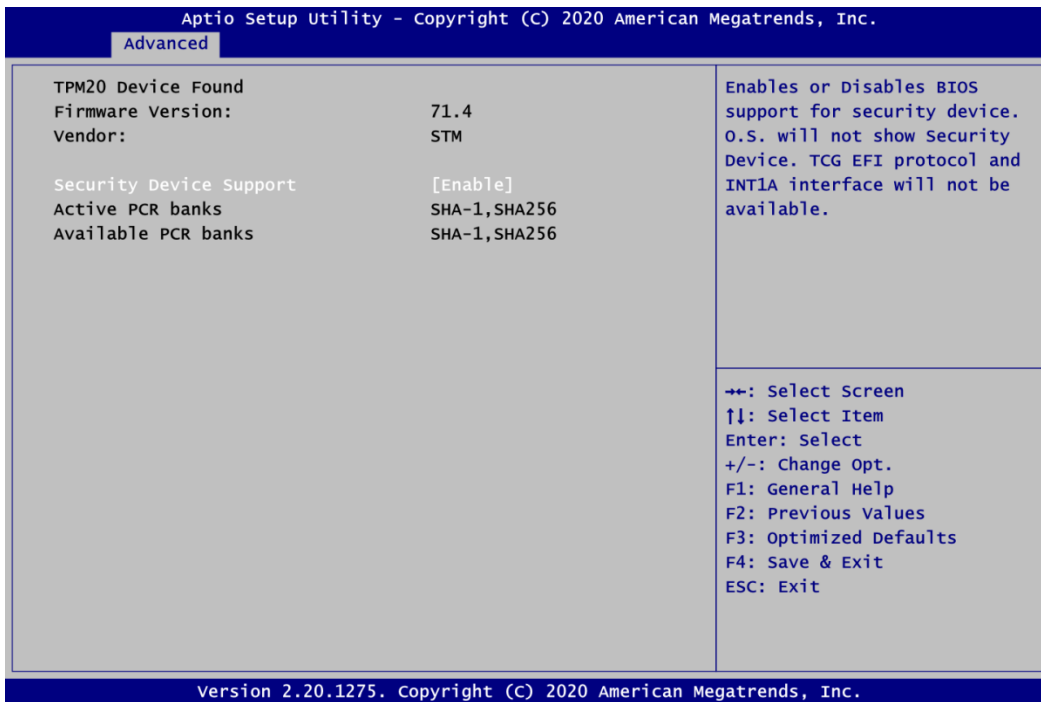 Aptio Setup Utility - Copyright (C) 2020 American Megatrends, Inc.
Advanced
TPM20 Device Found
Firmware Version: 71.4
Vendor: STM
Security Device Support [Enable]
Active PCR banks SHA-1,SHA256
Available PCR banks SHA-1,SHA256
Enables or Disables BIOS
support for security device.
O.S. will not show Security
Device. TCG EFI protocol and
INT1A interface will not be
available.
→←: Select Screen
↑↓: Select Item
Enter: Select
+/-: Change Opt.
F1: General Help
F2: Previous Values
F3: Optimized Defaults
F4: Save & Exit
ESC: Exit
Version 2.20.1275. Copyright (C) 2020 American Megatrends, Inc.